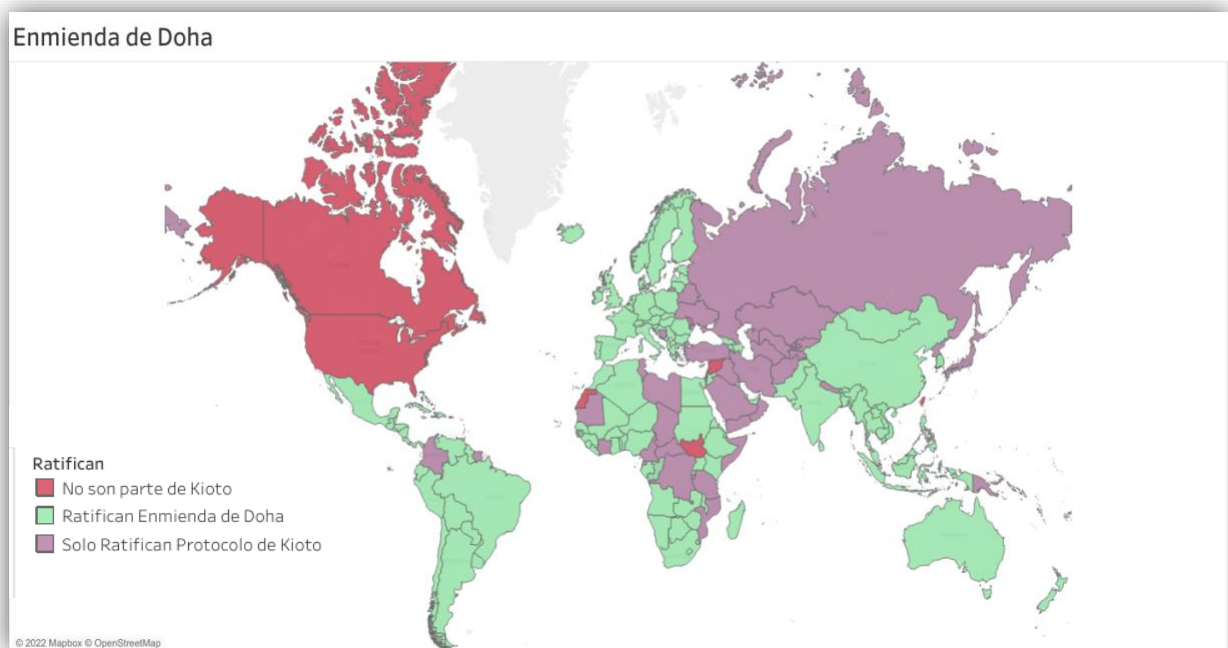 Enmienda de Doha
Ratifican
No son parte de Kioto
Ratifican Enmienda de Doha
Solo Ratifican Protocolo de Kioto
© 2022 Mapbox © OpenStreetMap